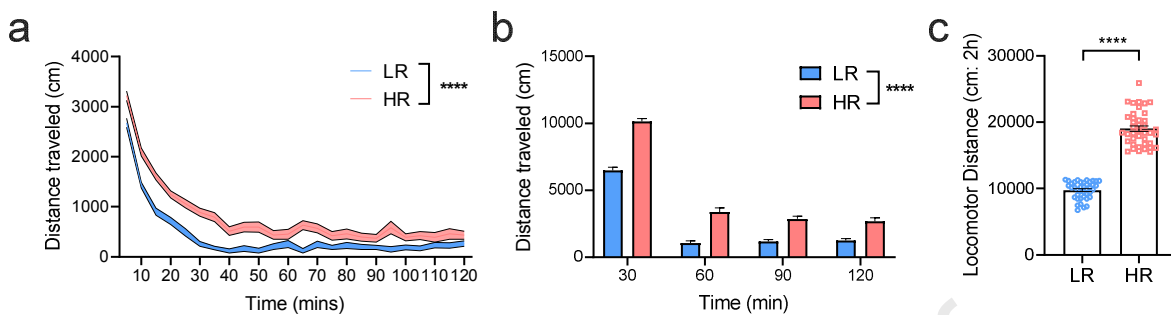 a
Distance traveled (cm)
4000
3000
2000
1000
0
10 20 30 40 50 60 70 80 90 100 110 120
Time (mins)
LR
HR
****
b
Distance traveled (cm)
15000
10000
5000
0
30 60 90 120
Time (min)
LR
HR
****
c
Locomotor Distance (cm: 2h)
30000
20000
10000
0
LR HR
****